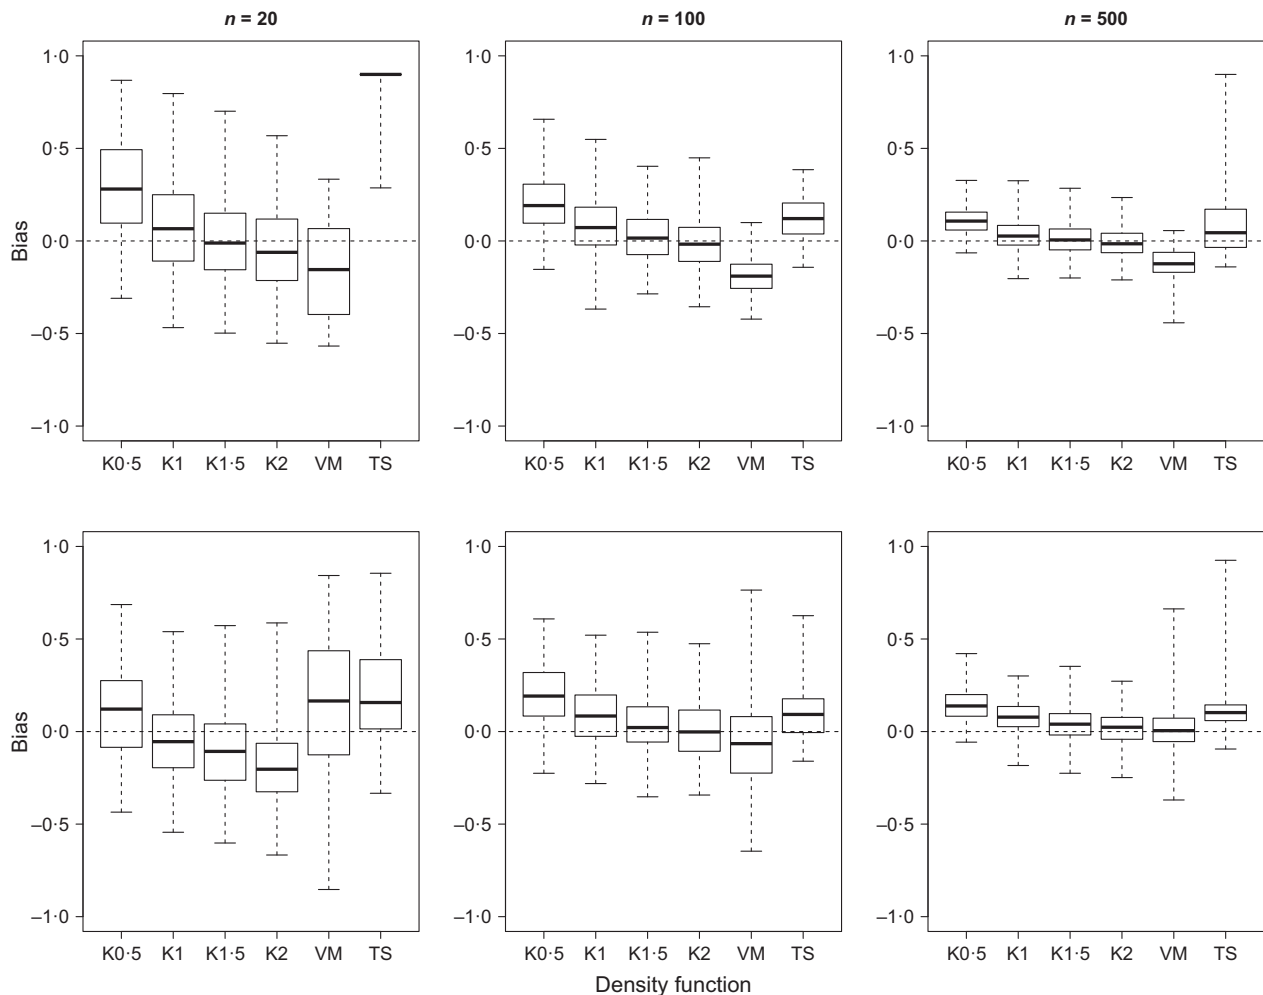 n = 20 n = 100 n = 500
1·0 1·0 1·0
0·5 0·5 0·5
Bias 0·0 0·0 0·0
–0·5 –0·5 –0·5
–1·0 –1·0 –1·0
K0·5 K1 K1·5 K2 VM TS K0·5 K1 K1·5 K2 VM TS K0·5 K1 K1·5 K2 VM TS
1·0 1·0 1·0
0·5 0·5 0·5
Bias 0·0 0·0 0·0
–0·5 –0·5 –0·5
–1·0 –1·0 –1·0
K0·5 K1 K1·5 K2 VM TS K0·5 K1 K1·5 K2 VM TS K0·5 K1 K1·5 K2 VM TS
Density function